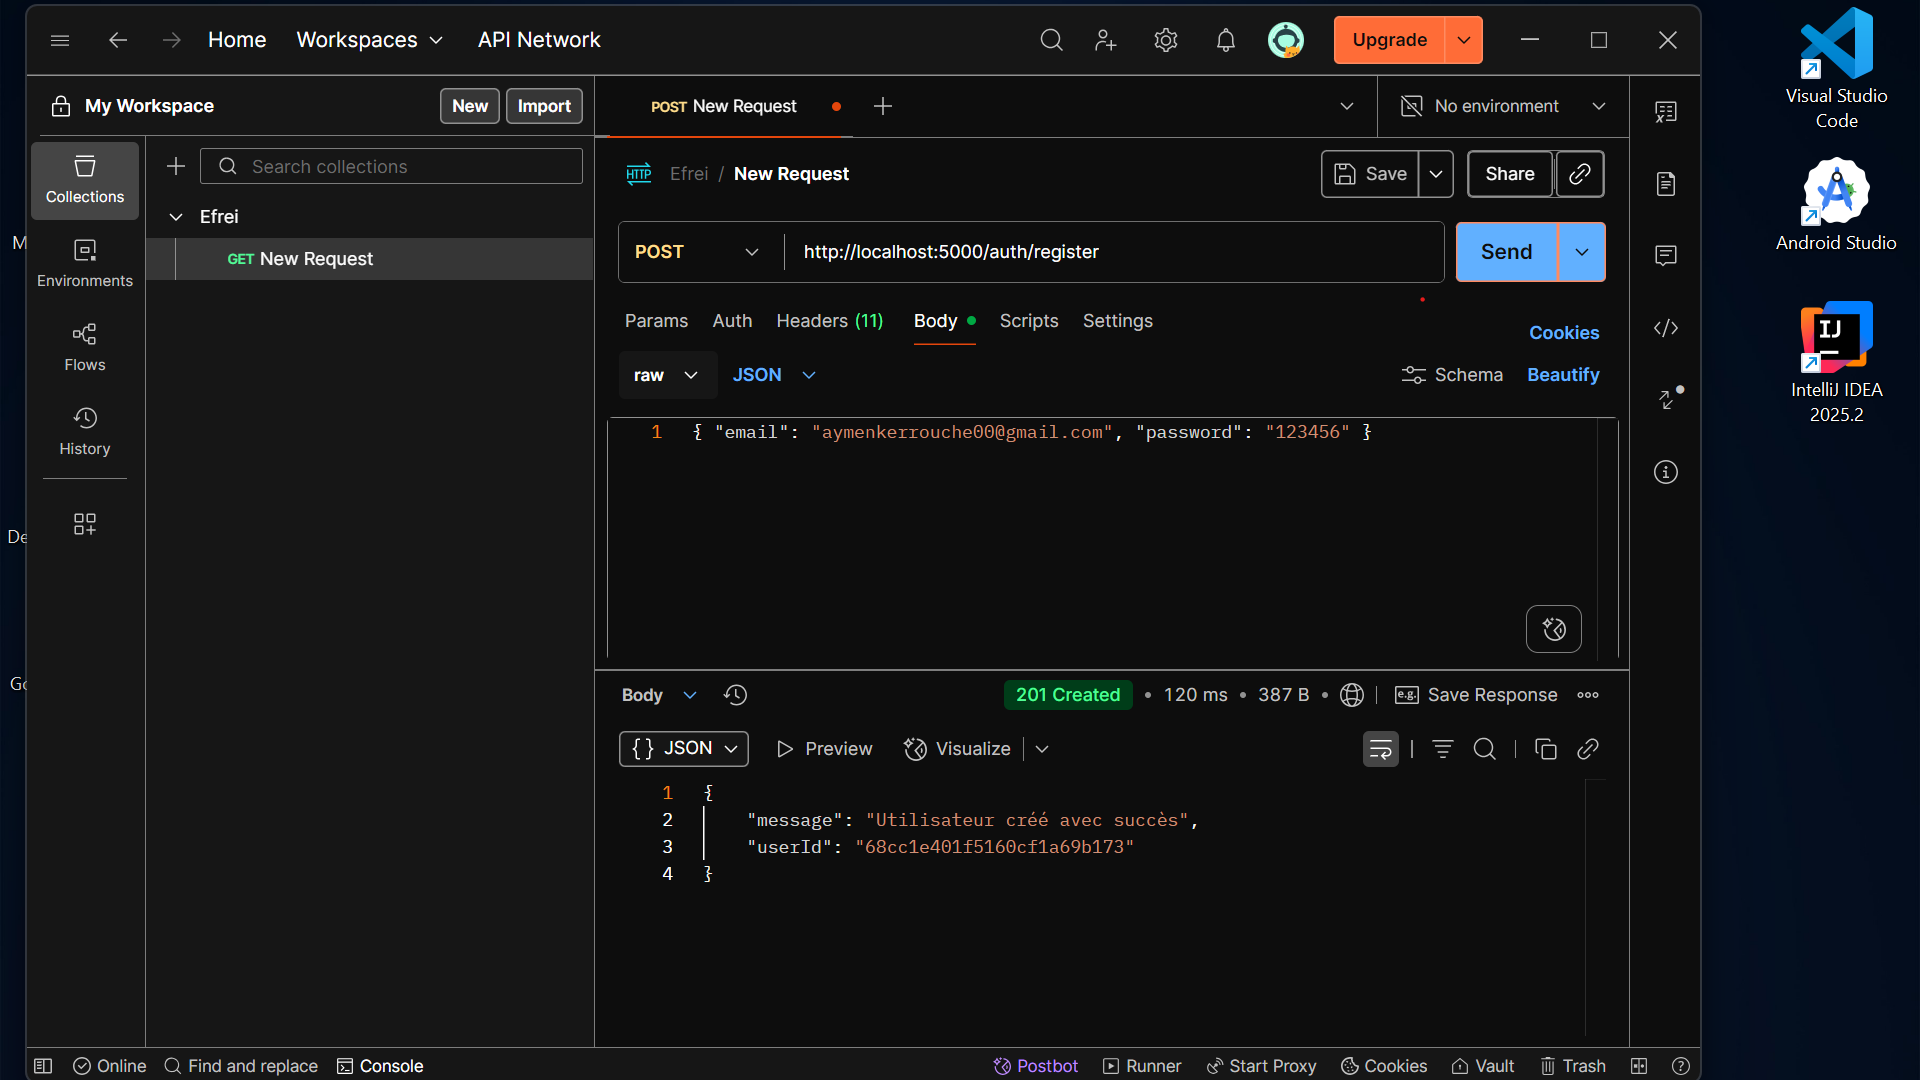 Home Workspaces API Network Upgrade
My Workspace New Import
POST New Request No environment
Collections
Search collections
Efrei
GET New Request
Environments
Flows
History
HTTP Efrei / New Request Save Share
POST http://localhost:5000/auth/register Send
Params Auth Headers (11) Body Scripts Settings Cookies
raw JSON Schema Beautify
1 { "email": "aymenkerrouche00@gmail.com", "password": "123456" }
Body 201 Created • 120 ms • 387 B • e.g. Save Response
{} JSON Preview Visualize
1 {
2 "message": "Utilisateur créé avec succès",
3 "userId": "68cc1e401f5160cf1a69b173"
4 }
Online Find and replace Console Postbot Runner Start Proxy Cookies Vault Trash
Visual Studio
Code
Android Studio
IJ
IntelliJ IDEA
2025.2
M
De
Go